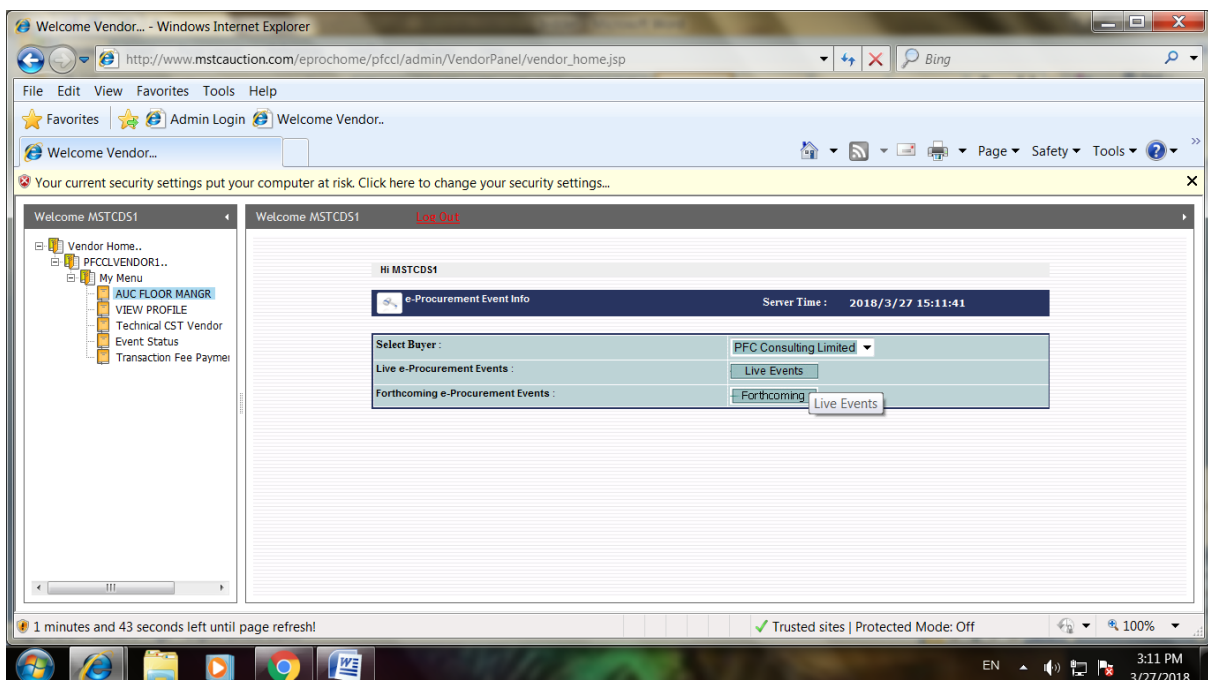 Welcome Vendor... - Windows Internet Explorer
http://www.mstcauction.com/eprochome/pfccl/admin/VendorPanel/vendor_home.jsp
Bing
File Edit View Favorites Tools Help
Favorites Admin Login Welcome Vendor..
Welcome Vendor...
Page Safety Tools
Your current security settings put your computer at risk. Click here to change your security settings...
Welcome MSTCDS1
Vendor Home..
PFCCLVENDOR1..
My Menu
AUC FLOOR MANGR
VIEW PROFILE
Technical CST Vendor
Event Status
Transaction Fee Paymer
Welcome MSTCDS1 Log Out
Hi MSTCDS1
e-Procurement Event Info Server Time : 2018/3/27 15:11:41
Select Buyer : PFC Consulting Limited
Live e-Procurement Events : Live Events
Forthcoming e-Procurement Events : Forthcoming
Live Events
1 minutes and 43 seconds left until page refresh!
Trusted sites | Protected Mode: Off
100%
EN
3:11 PM
3/27/2018